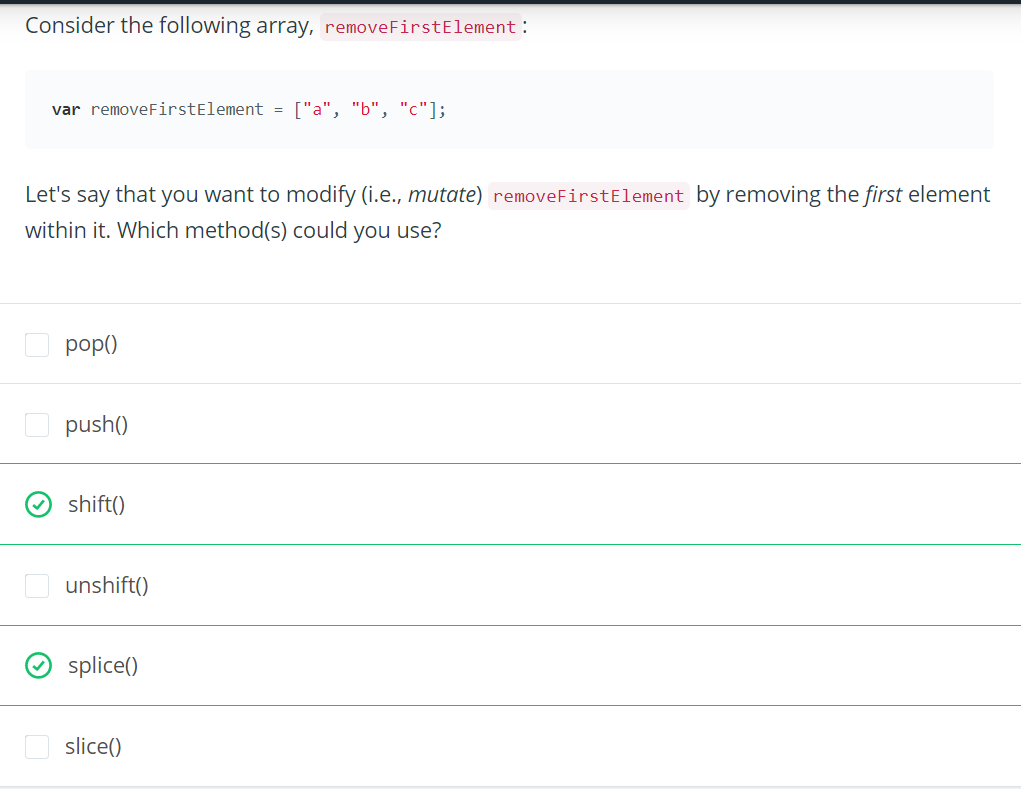 Consider the following array, removeFirstElement:
var removeFirstElement = ["a", "b", "c"];
Let's say that you want to modify (i.e., mutate) removeFirstElement by removing the first element
within it. Which method(s) could you use?
pop()
push()
shift()
unshift()
splice()
slice()